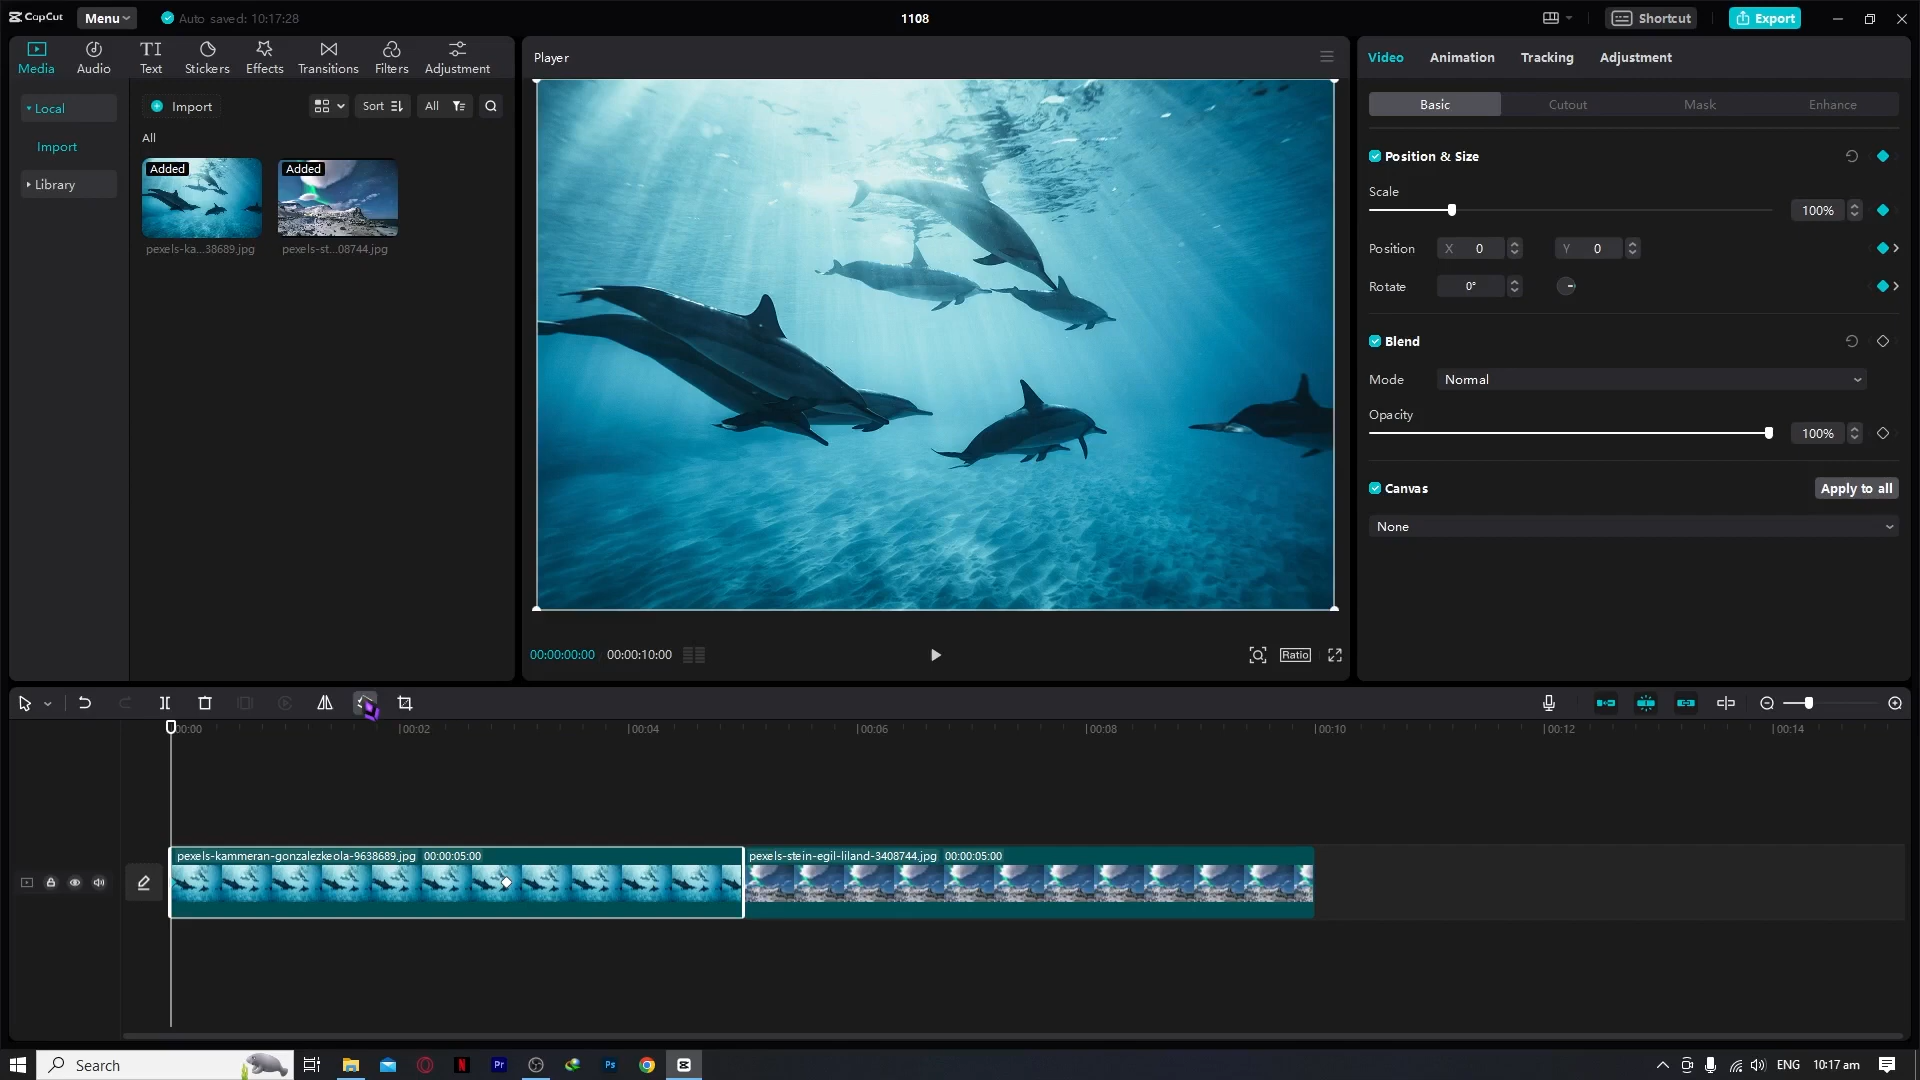 CapCut
Menu
Auto saved: 10:17:28
1108
Shortcut
Export
Media
Audio
TI
Text
Stickers
Effects
Transitions
Filters
Adjustment
Local
Import
Library
Import
Sort
All
All
Added
pexels-ka...38689.jpg
Added
pexels-st...08744.jpg
Player
00:00:00:00
00:00:10:00
Ratio
Video
Animation
Tracking
Adjustment
Basic
Cutout
Mask
Enhance
Position & Size
Scale
100%
Position
X 0
Y 0
Rotate
0°
Blend
Mode
Normal
Opacity
100%
Canvas
Apply to all
None
00:00
00:02
00:04
00:06
00:08
00:10
00:12
00:14
pexels-kammeran-gonzalezkeola-9638689.jpg 00:00:05:00
pexels-stein-egil-liland-3408744.jpg 00:00:05:00
Search
N
Pr
Ps
ENG
10:17 am